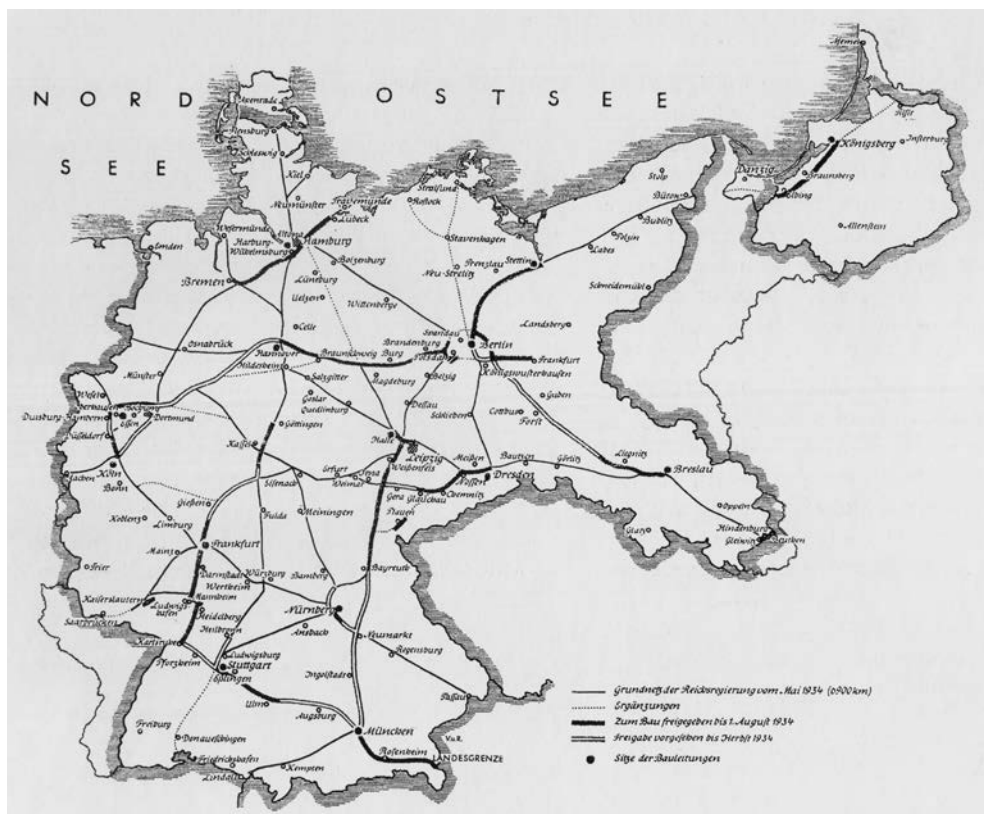 Memel
NORD OSTSEE
Apenrade
Tilsit
Flensburg
Insterburg
Königsberg
Schleswig
SEE
Kiel
Danzig
Braunsberg
Stolp
Stralsund
Elbing
Neumünster
Travemünde
Rostock
Bütow
Lübeck
Bublitz
Wesermünde
Altona
Hamburg
Allenstein
Emden
Harburg-
Wilhelmsburg
Stavenhagen
Polzin
Labes
Boizenburg
Neu-Strelitz
Prenzlau
Stettin
Bremen
Lüneburg
Schneidemühl
Uelzen
Wittenberge
Landsberg
Celle
Spandau
Berlin
Osnabrück
Hannover
Braunschweig
Brandenburg
Burg
Potsdam
Frankfurt
Hildesheim
Königswusterhausen
Münster
Salzgitter
Magdeburg
Belzig
Wesel
Goslar
Guben
Quedlinburg
Dessau
Oberhausen
Bochum
Cottbus
Duisburg-Hamborn
Essen
Dortmund
Schlieben
Forst
Göttingen
Düsseldorf
Halle
Kassel
Leipzig
Liegnitz
Meißen
Bautzen
Görlitz
Breslau
Weißenfels
Köln
Erfurt
Jena
Aachen
Weimar
Nossen
Dresden
Bonn
Eisenach
Gera
Glauchau
Chemnitz
Oppeln
Gießen
Plauen
Koblenz
Limburg
Fulda
Meiningen
Glatz
Hindenburg
Gleiwitz
Beuthen
Frankfurt
Mainz
Trier
Darmstadt
Würzburg
Bamberg
Bayreuth
Wertheim
Kaiserslautern
Ludwigs-
hafen
Mannheim
Nürnberg
Saarbrücken
Heidelberg
Heilbronn
Ansbach
Karlsruhe
Neumarkt
Ludwigsburg
Regensburg
Pforzheim
Stuttgart
Eßlingen
Ingolstadt
Passau
Ulm
Augsburg
Freiburg
München
Donaueschingen
V.u.R.
Rosenheim
LANDESGRENZE
Friedrichshafen
Kempten
Lindau
Grundnetz der Reichsregierung vom Mai 1934 (6900 km)
Ergänzungen
Zum Bau freigegeben bis 1. August 1934
Freigabe vorgesehen bis Herbst 1934
Sitze der Bauleitungen